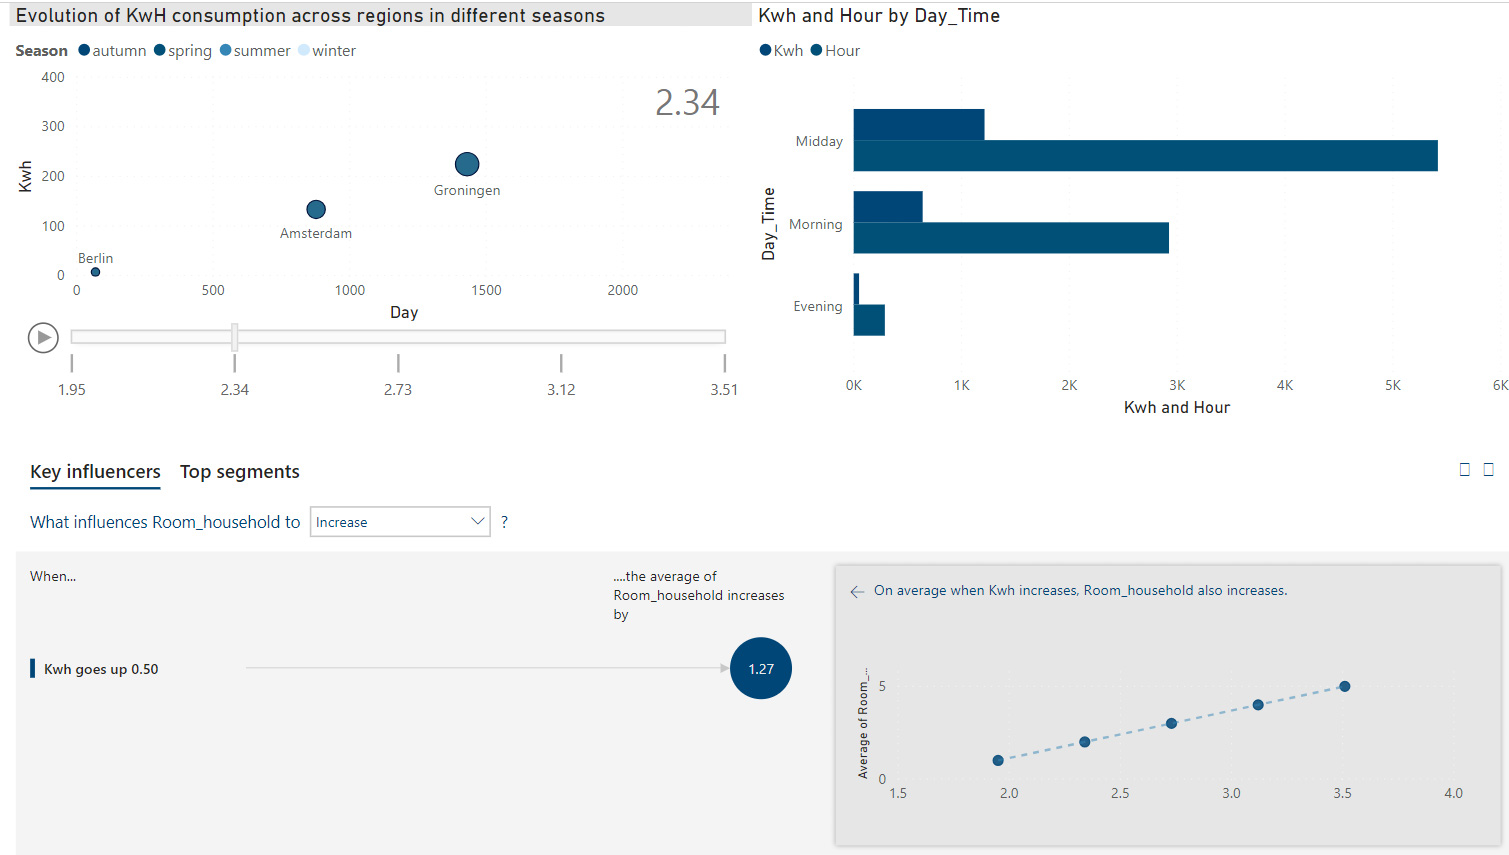 Evolution of KwH consumption across regions in different seasons
Season autumn spring summer winter
400
300
200
100
0
Kwh
2.34
Groningen
Amsterdam
Berlin
0 500 1000 1500 2000
Day
1.95 2.34 2.73 3.12 3.51
Kwh and Hour by Day_Time
Kwh Hour
Day_Time
Midday
Morning
Evening
0K 1K 2K 3K 4K 5K 6K
Kwh and Hour
Key influencers Top segments
What influences Room_household to Increase ?
When...
....the average of
Room_household increases
by
Kwh goes up 0.50
1.27
On average when Kwh increases, Room_household also increases.
Average of Room_...
5
0
1.5 2.0 2.5 3.0 3.5 4.0